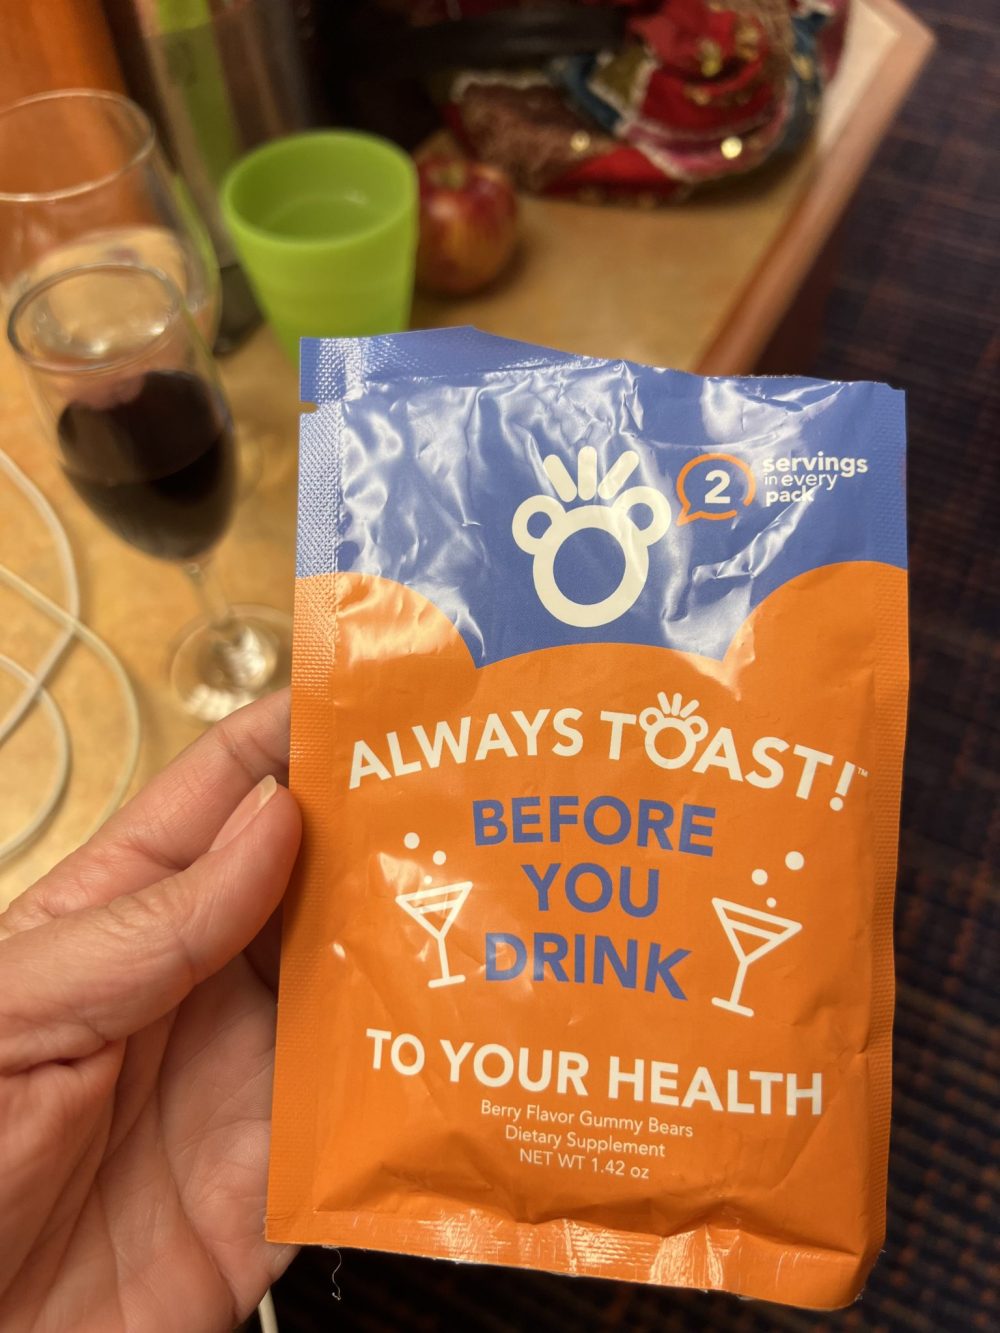 2
servings
in every
pack
ALWAYS TOAST!™
BEFORE
YOU
DRINK
TO YOUR HEALTH
Berry Flavor Gummy Bears
Dietary Supplement
NET WT 1.42 oz